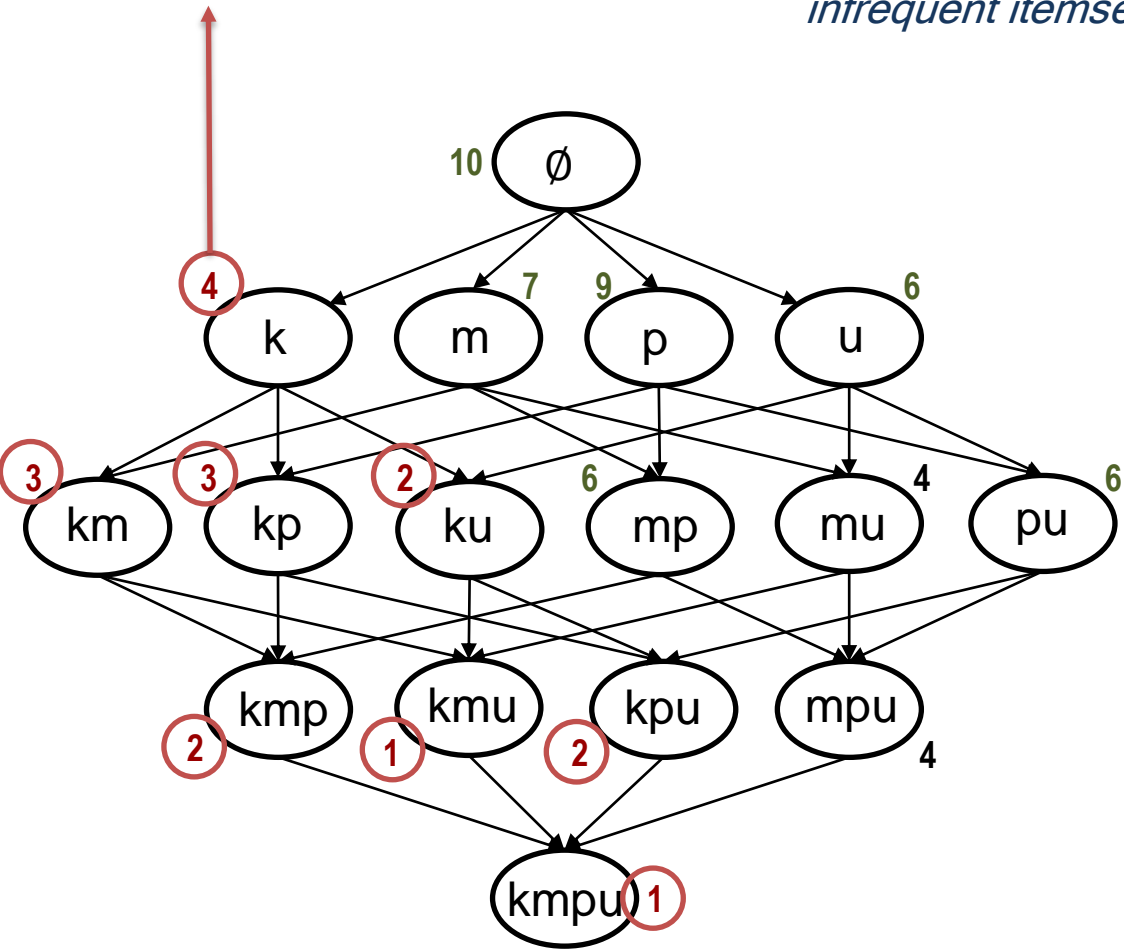 infrequent itemse
10 ∅
4 7 9 6
k m p u
3 3 2 6 4 6
km kp ku mp mu pu
kmp kmu kpu mpu
2 1 2 4
kmpu 1